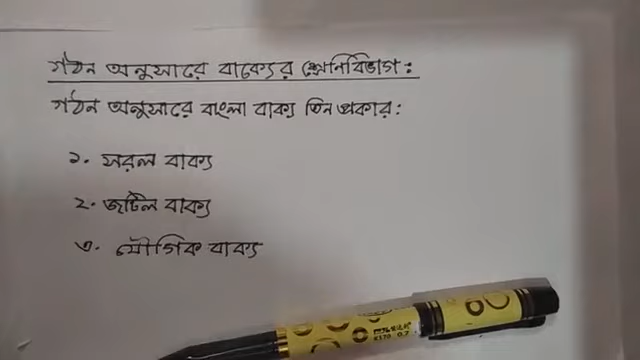 গঠন অনুসারে বাক্যের শ্রেনিবিভাগ:
গঠন অনুসারে বাংলা বাক্য তিন প্রকার:
১. সরল বাক্য
২. জটিল বাক্য
৩. যৌগিক বাক্য